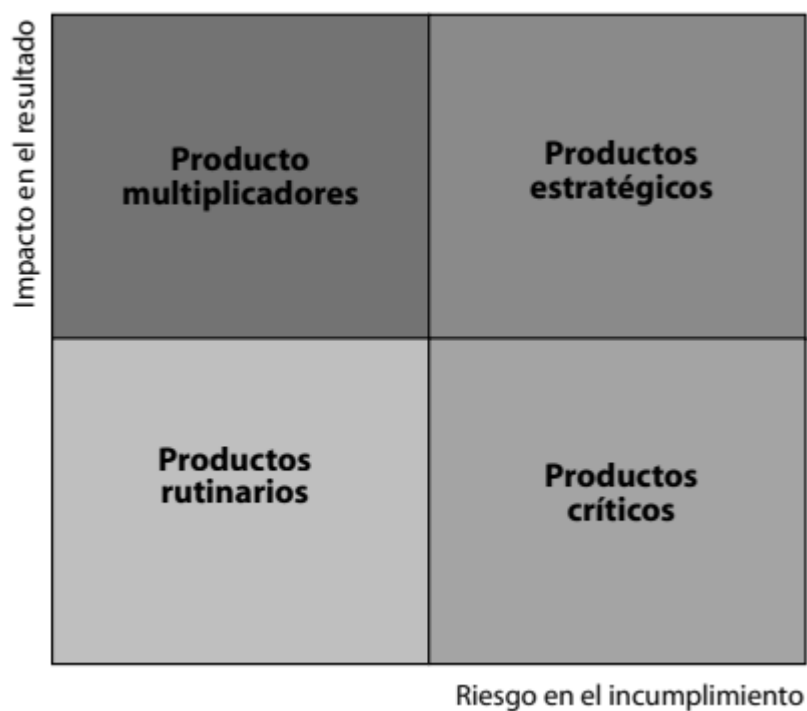 Impacto en el resultado
Producto
multiplicadores
Productos
estratégicos
Productos
rutinarios
Productos
críticos
Riesgo en el incumplimiento